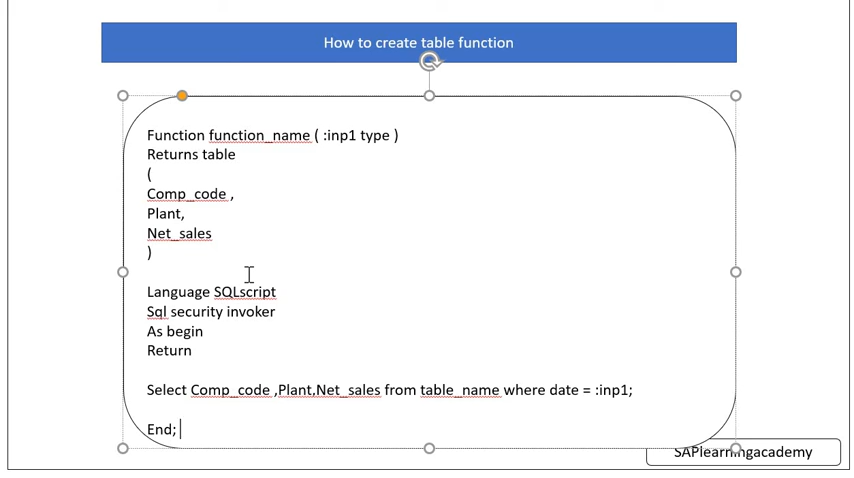 How to create table function
Function function_name ( :inp1 type )
Returns table
(
Comp_code ,
Plant,
Net_sales
)
Language SQLscript
Sql security invoker
As begin
Return
Select Comp_code ,Plant,Net_sales from table_name where date = :inp1;
End;
SAPlearningacademy